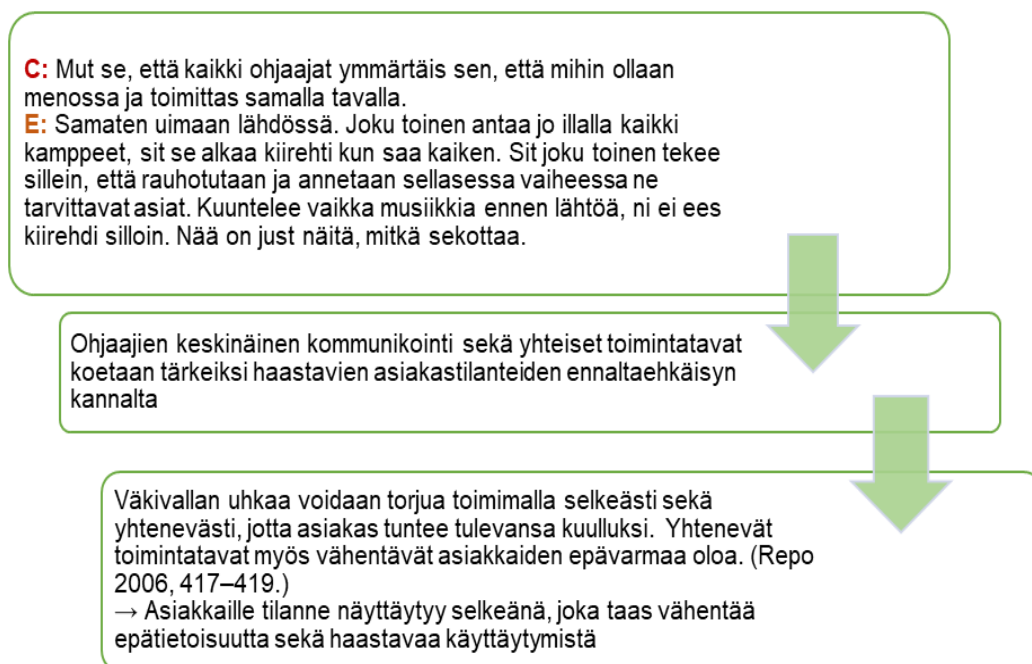 C: Mut se, että kaikki ohjaajat ymmärtäis sen, että mihin ollaan
menossa ja toimittas samalla tavalla.
E: Samaten uimaan lähdössä. Joku toinen antaa jo illalla kaikki
kamppeet, sit se alkaa kiirehti kun saa kaiken. Sit joku toinen tekee
sillein, että rauhotutaan ja annetaan sellasessa vaiheessa ne
tarvittavat asiat. Kuuntelee vaikka musiikkia ennen lähtöä, ni ei ees
kiirehdi silloin. Nää on just näitä, mitkä sekottaa.
Ohjaajien keskinäinen kommunikointi sekä yhteiset toimintatavat
koetaan tärkeiksi haastavien asiakastilanteiden ennaltaehkäisyn
kannalta
Väkivallan uhkaa voidaan torjua toimimalla selkeästi sekä
yhtenevästi, jotta asiakas tuntee tulevansa kuulluksi. Yhtenevät
toimintatavat myös vähentävät asiakkaiden epävarmaa oloa. (Repo
2006, 417–419.)
→ Asiakkaille tilanne näyttäytyy selkeänä, joka taas vähentää
epätietoisuutta sekä haastavaa käyttäytymistä